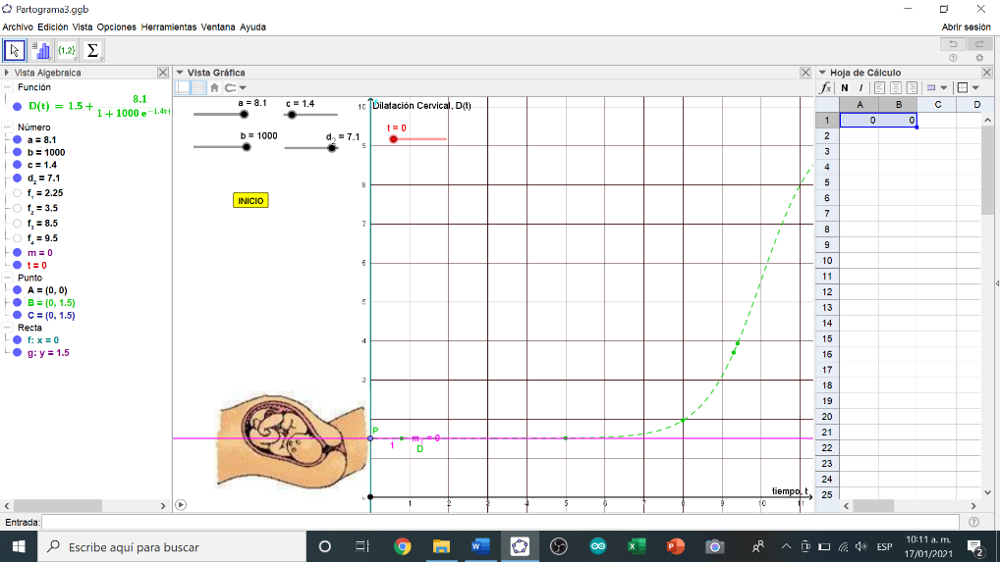 Partograma3.ggb
Archivo Edición Vista Opciones Herramientas Ventana Ayuda
Abrir sesión
{1,2}
Σ
Vista Algebraica
Vista Gráfica
Hoja de Cálculo
Función
D(t) = 1.5 + 8.1
1 + 1000 e^-1.4t+
Número
a = 8.1
b = 1000
c = 1.4
d₂ = 7.1
f₁ = 2.25
f₂ = 3.5
f₃ = 8.5
f₄ = 9.5
m = 0
t = 0
Punto
A = (0, 0)
B = (0, 1.5)
C = (0, 1.5)
Recta
f: x = 0
g: y = 1.5
a = 8.1
c = 1.4
b = 1000
d₂ = 7.1
INICIO
Dilatación Cervical, D(t)
t = 0
10
9
8
7
6
5
4
3
P
1
m = 0
D
0
1
2
3
4
5
6
7
8
9
10
11
tiempo, t
fx N I
A B C D
1 0 0
2
3
4
5
6
7
8
9
10
11
12
13
14
15
16
17
18
19
20
21
22
23
24
25
Entrada:
Escribe aquí para buscar
ESP
10:11 a. m.
17/01/2021
2